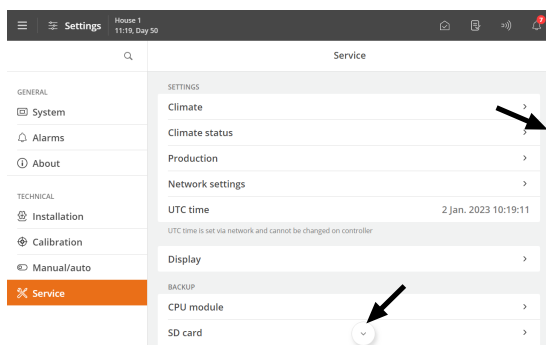 Settings
House 1
11:19, Day 50
Service
GENERAL
System
Alarms
About
TECHNICAL
Installation
Calibration
Manual/auto
Service
SETTINGS
Climate
Climate status
Production
Network settings
UTC time 2 Jan. 2023 10:19:11
UTC time is set via network and cannot be changed on controller
Display
BACKUP
CPU module
SD card